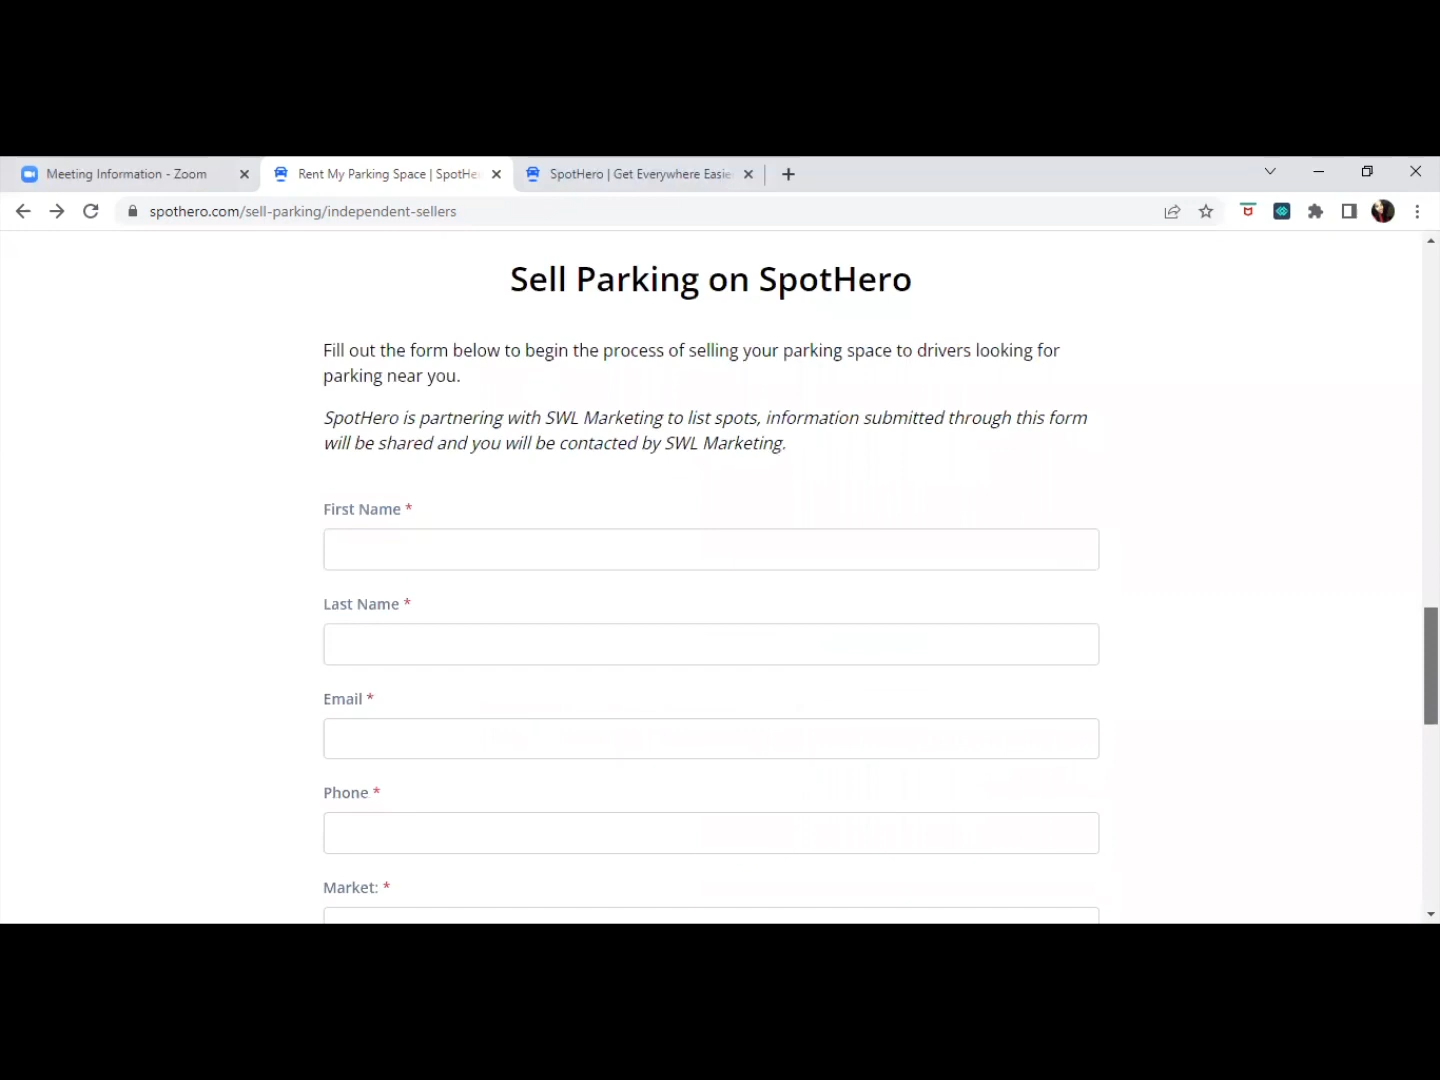 Meeting Information - Zoom
Rent My Parking Space | SpotHe
SpotHero | Get Everywhere Easie
spothero.com/sell-parking/independent-sellers
Sell Parking on SpotHero
Fill out the form below to begin the process of selling your parking space to drivers looking for
parking near you.
SpotHero is partnering with SWL Marketing to list spots, information submitted through this form
will be shared and you will be contacted by SWL Marketing.
First Name *
Last Name *
Email *
Phone *
Market: *